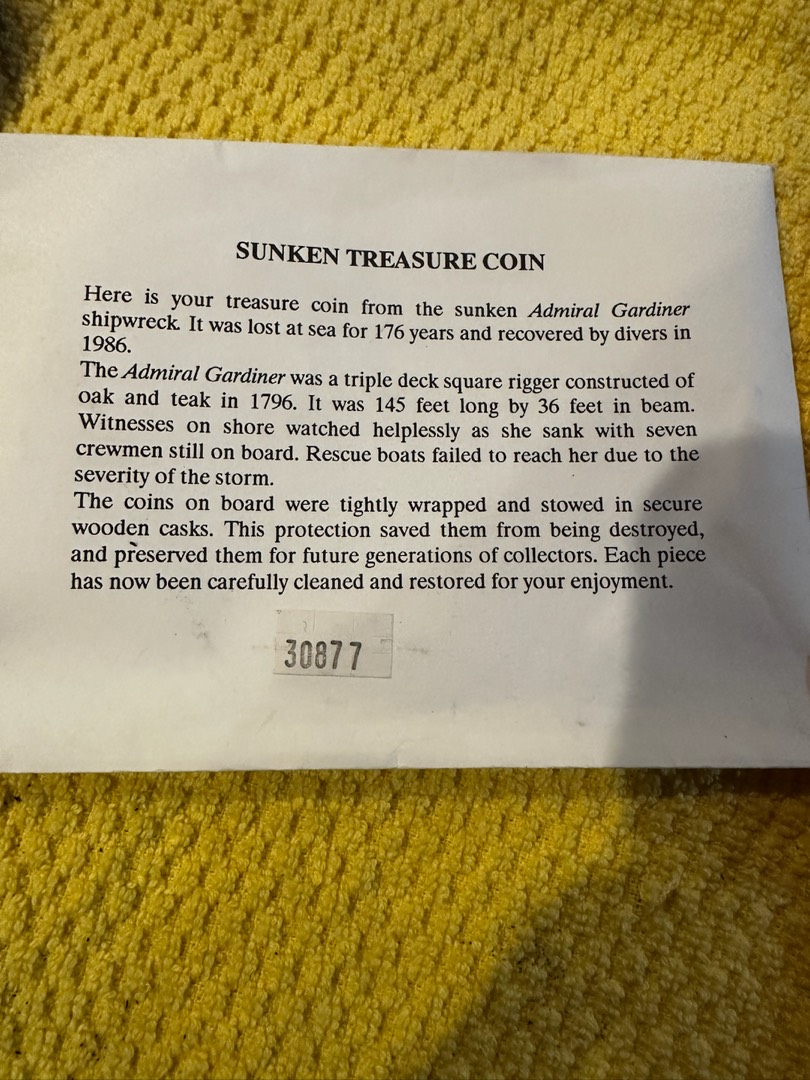 SUNKEN TREASURE COIN
Here is your treasure coin from the sunken Admiral Gardiner
shipwreck. It was lost at sea for 176 years and recovered by divers in
1986.
The Admiral Gardiner was a triple deck square rigger constructed of
oak and teak in 1796. It was 145 feet long by 36 feet in beam.
Witnesses on shore watched helplessly as she sank with seven
crewmen still on board. Rescue boats failed to reach her due to the
severity of the storm.
The coins on board were tightly wrapped and stowed in secure
wooden casks. This protection saved them from being destroyed,
and preserved them for future generations of collectors. Each piece
has now been carefully cleaned and restored for your enjoyment.
30877